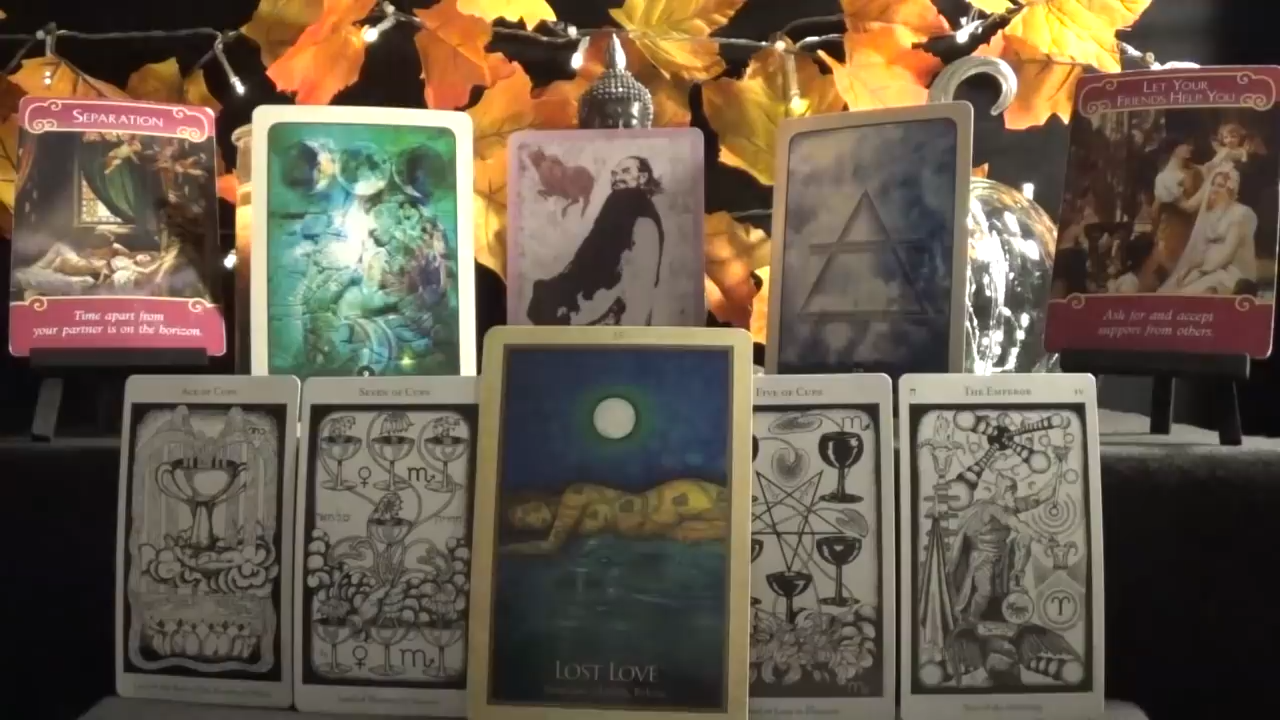 SEPARATION
Time apart from
your partner is on the horizon.
LET YOUR
FRIENDS HELP YOU
Ask for and accept
support from others.
ACE OF CUPS
SEVEN OF CUPS
FIVE OF CUPS
THE EMPEROR IV
LOST LOVE